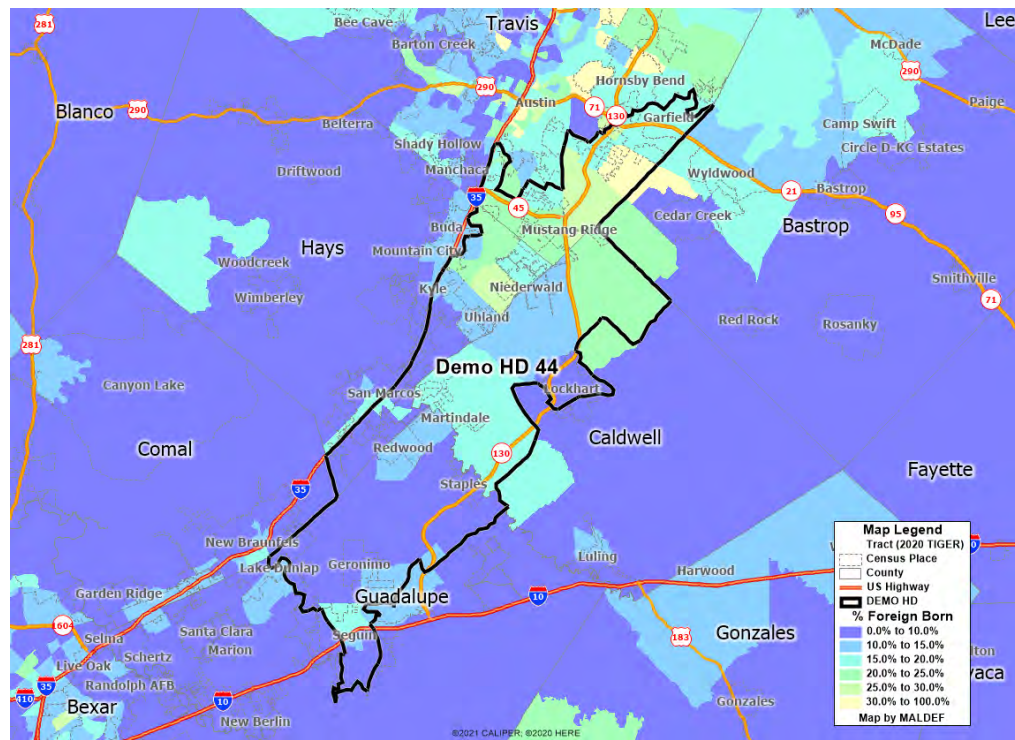 Travis
Lee
281
Bee Cave
Barton Creek
McDade
290
Hornsby Bend
290
Blanco
290
Austin
71
130
Garfield
Paige
Belterra
Camp Swift
Shady Hollow
Circle D-KC Estates
Driftwood
Manchaca
Wyldwood
21
Bastrop
35
45
Cedar Creek
95
Buda
Mustang Ridge
Bastrop
Hays
Mountain City
Woodcreek
Smithville
Kyle
Niederwald
71
Wimberley
Uhland
Red Rock
Rosanky
281
Demo HD 44
Canyon Lake
San Marcos
Lockhart
Martindale
Comal
Redwood
Caldwell
130
Fayette
Staples
35
New Braunfels
Luling
Lake Dunlap
Geronimo
Harwood
Garden Ridge
Guadalupe
10
10
1604
Selma
Santa Clara
Seguin
183
Gonzales
Schertz
Marion
Live Oak
Randolph AFB
410
35
10
Gonzales
Bexar
New Berlin
lton
vaca
Map Legend
Tract (2020 TIGER)
Census Place
County
US Highway
DEMO HD
% Foreign Born
0.0% to 10.0%
10.0% to 15.0%
15.0% to 20.0%
20.0% to 25.0%
25.0% to 30.0%
30.0% to 100.0%
Map by MALDEF
©2021 CALIPER; ©2020 HERE